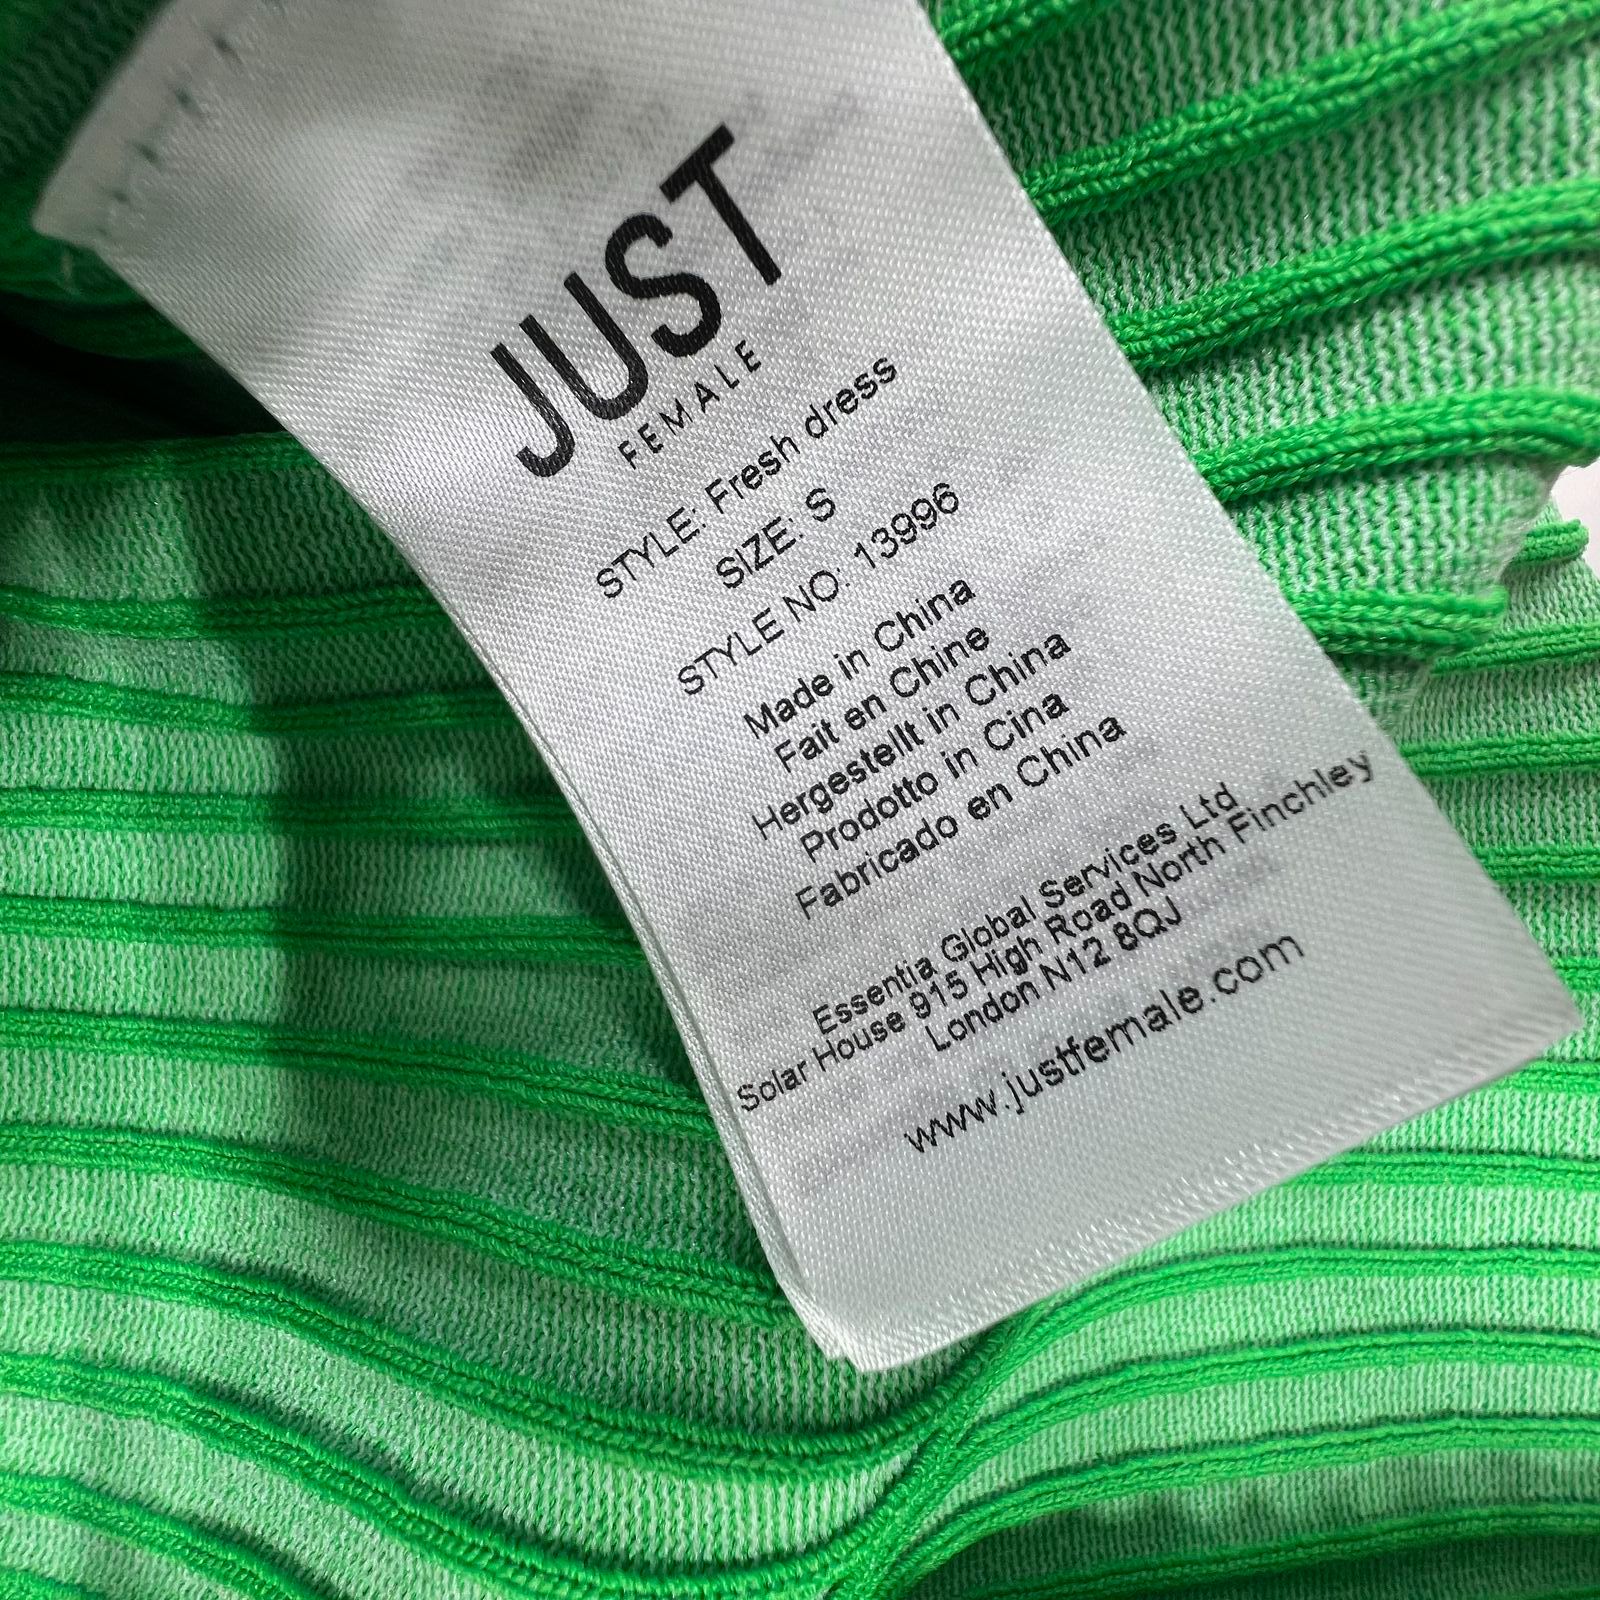 JUST
FEMALE
STYLE: Fresh dress
SIZE: S
STYLE NO: 13996
Made in China
Fait en Chine
Hergestellt in China
Prodotto in Cina
Fabricado en China
Essentia Global Services Ltd
Solar House 915 High Road North Finchley
London N12 8QJ
www.justfemale.com